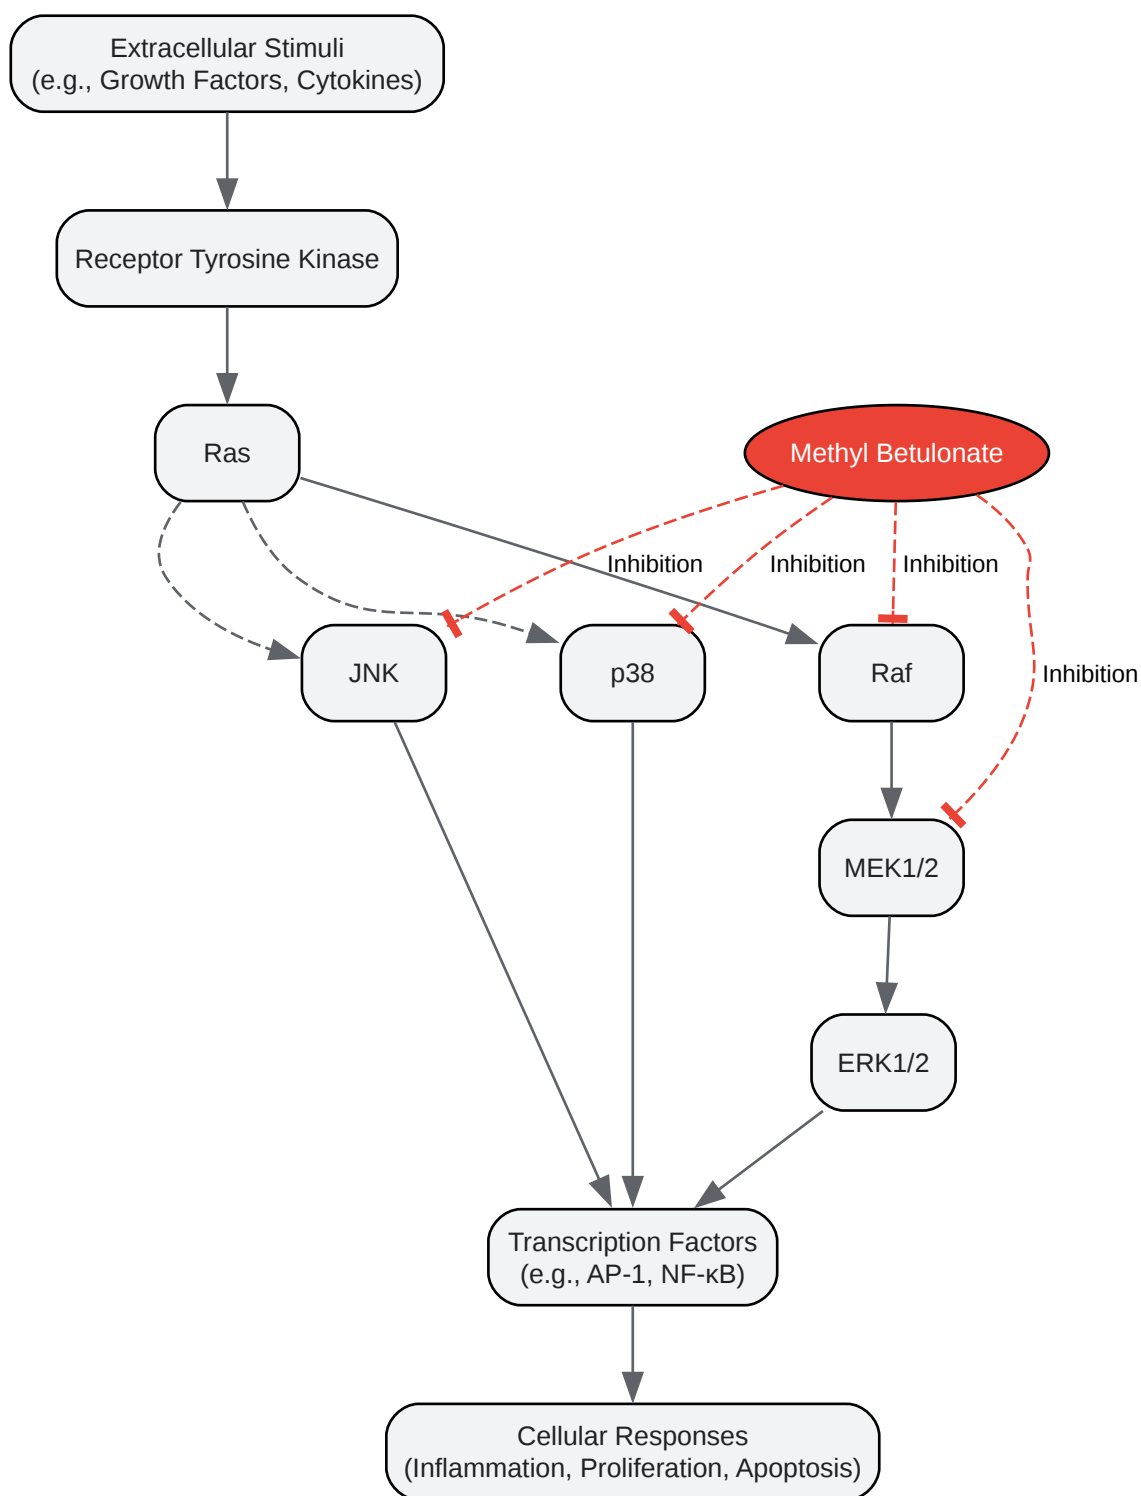 Extracellular Stimuli
(e.g., Growth Factors, Cytokines)
Receptor Tyrosine Kinase
Ras
Methyl Betulonate
Inhibition
Inhibition
Inhibition
Inhibition
JNK
p38
Raf
MEK1/2
ERK1/2
Transcription Factors
(e.g., AP-1, NF-κB)
Cellular Responses
(Inflammation, Proliferation, Apoptosis)